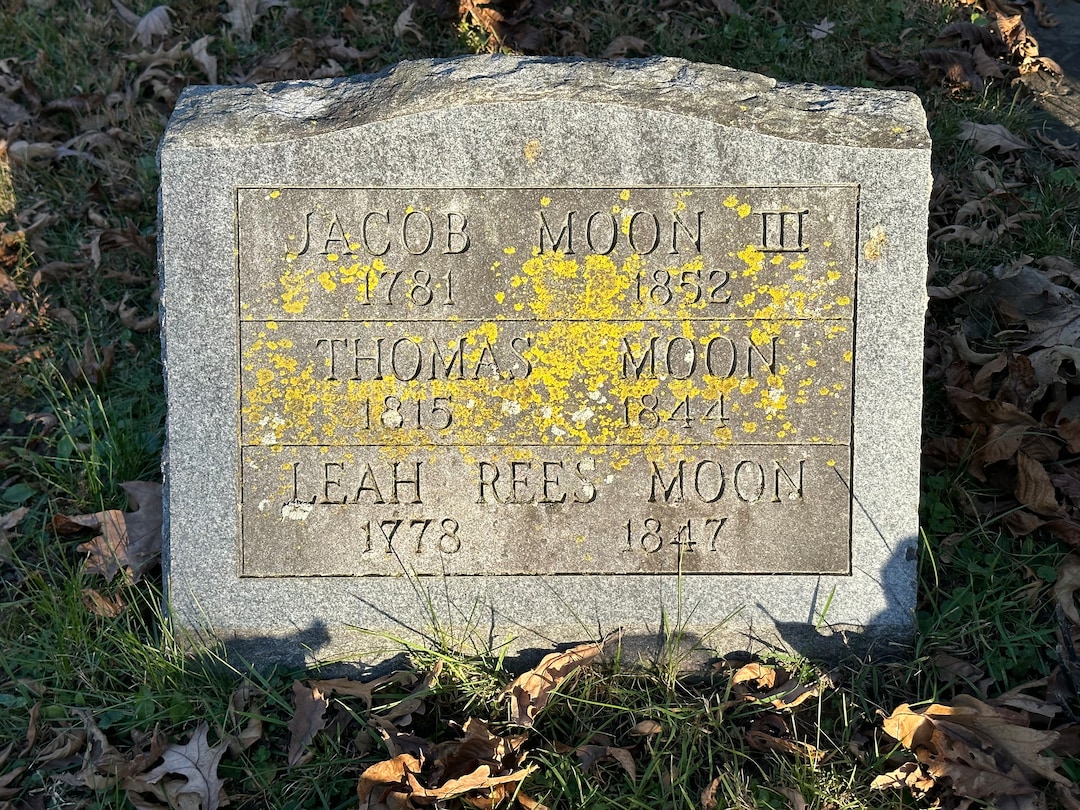 JACOB MOON III
1781 1852
THOMAS MOON
1815 1844
LEAH REES MOON
1778 1847